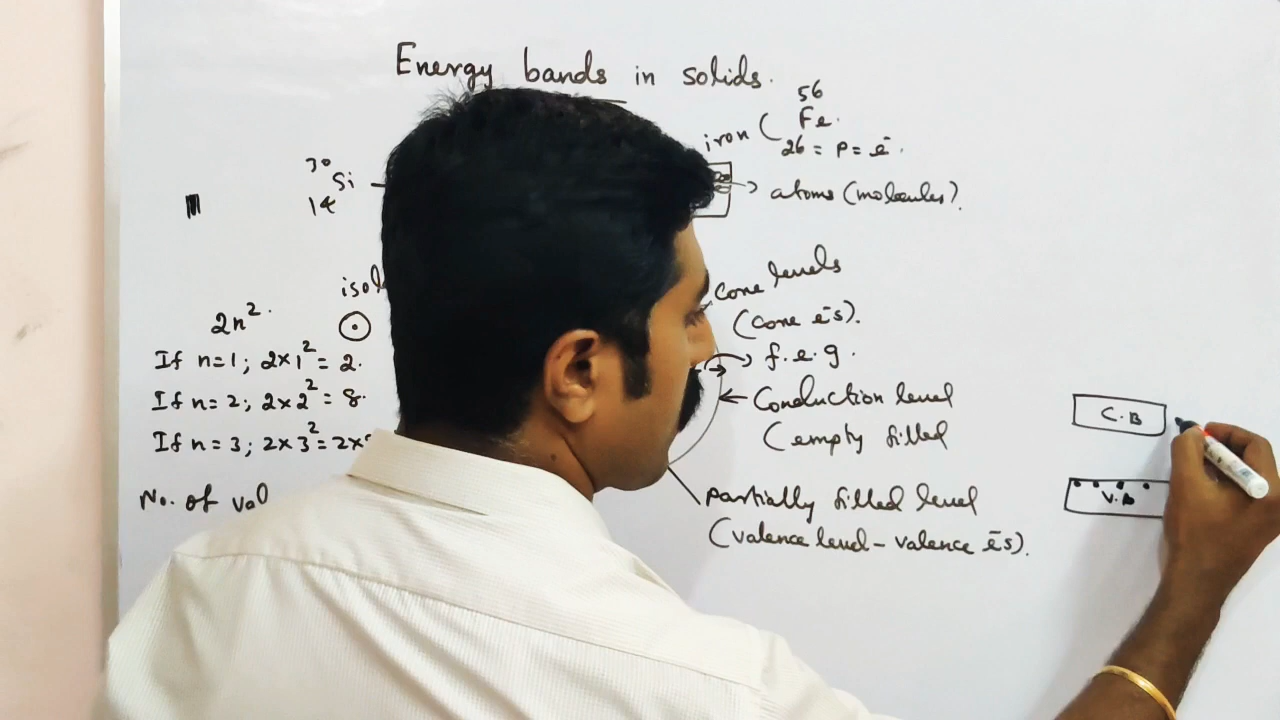 Energy bands in solids.
56
iron ( Fe.
26 = P = ē.
30
Si
14
atoms (molecules).
isol
Cone levels
(cone ēs).
2n².
f.e.g.
If n=1; 2×1² = 2.
If n=2; 2×2² = 8.
Conduction level
(empty filled
If n=3; 2×3² = 2×
C.B
V.B
No. of val
partially filled level
(valence level - valence ēs).